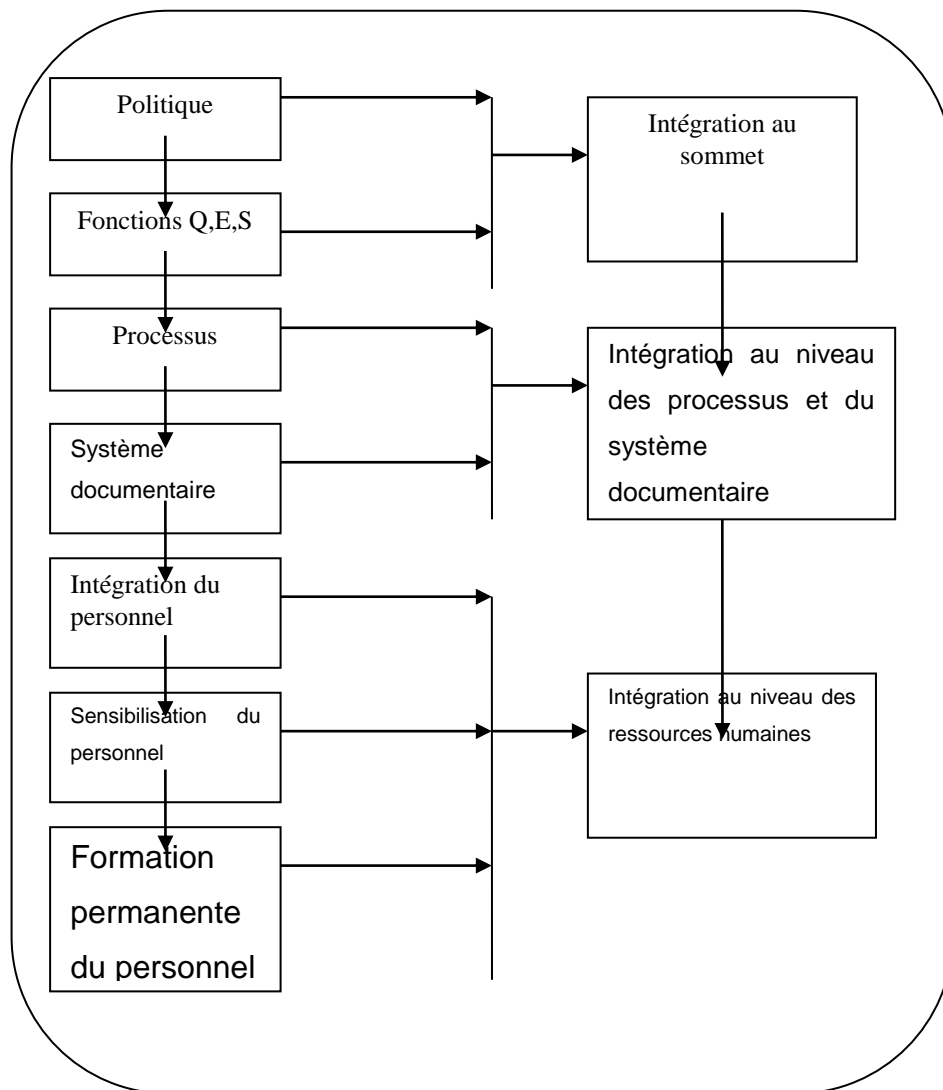 Politique
Fonctions Q,E,S
Processus
Système
documentaire
Intégration du
personnel
Sensibilisation du
personnel
Formation
permanente
du personnel
Intégration au
sommet
Intégration au niveau
des processus et du
système
documentaire
Intégration au niveau des
ressources humaines